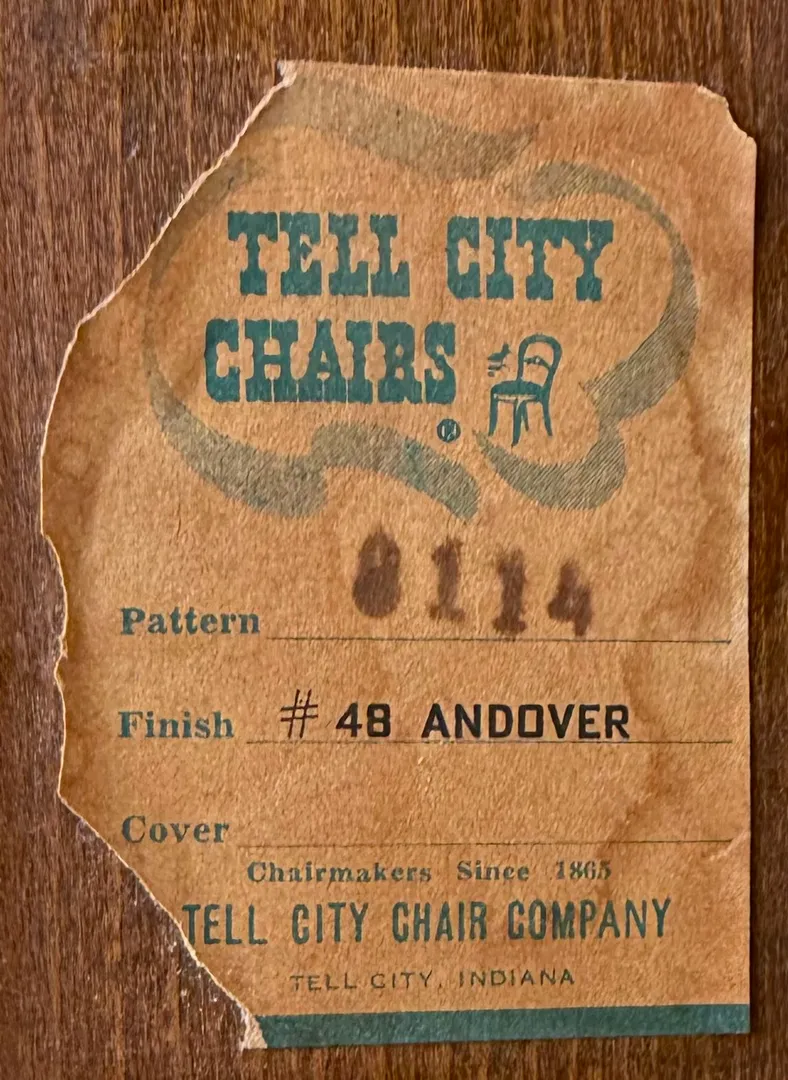 TELL CITY
CHAIRS®
Pattern 8114
Finish # 48 ANDOVER
Cover
Chairmakers Since 1865
TELL CITY CHAIR COMPANY
TELL CITY, INDIANA